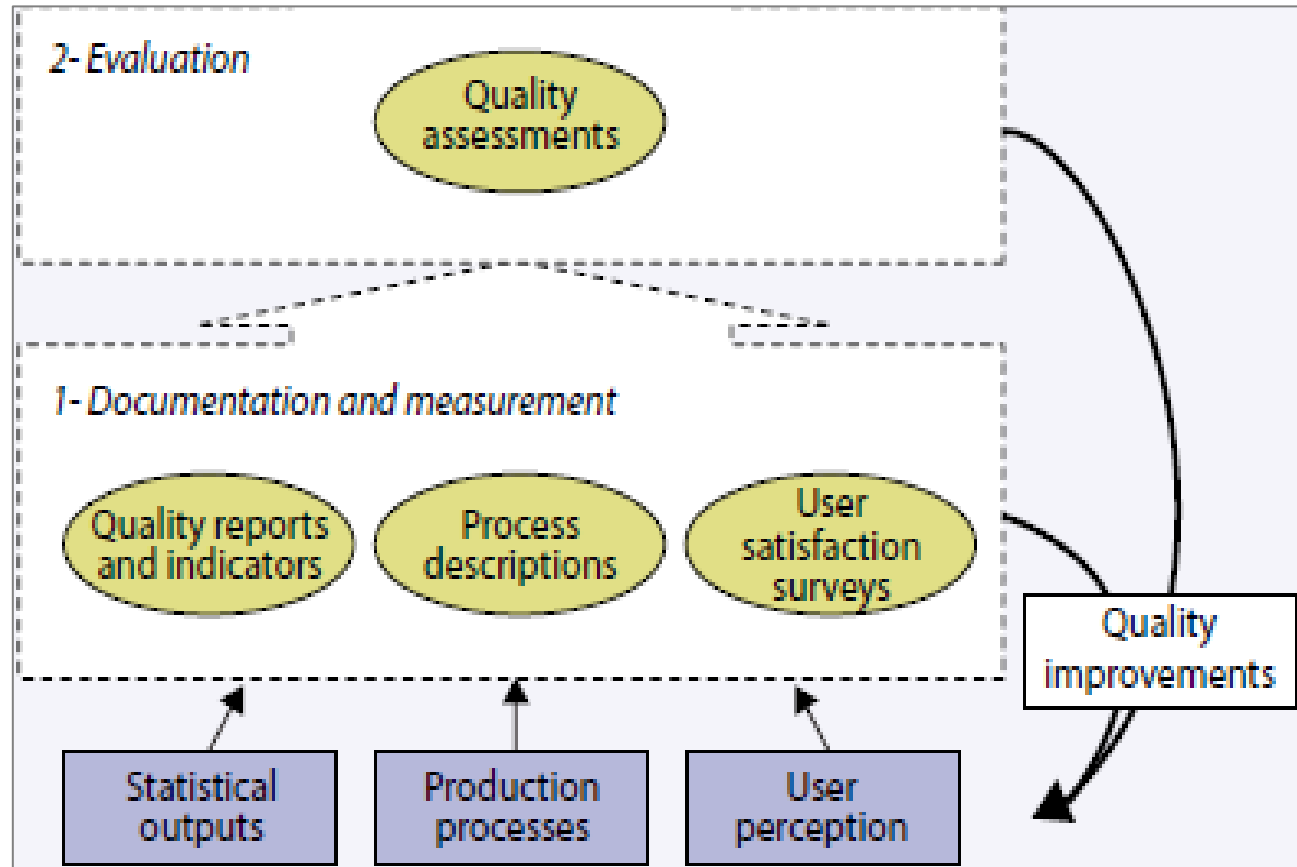 2- Evaluation
Quality
assessments
1- Documentation and measurement
Quality reports
and indicators
Process
descriptions
User
satisfaction
surveys
Quality
improvements
Statistical
outputs
Production
processes
User
perception